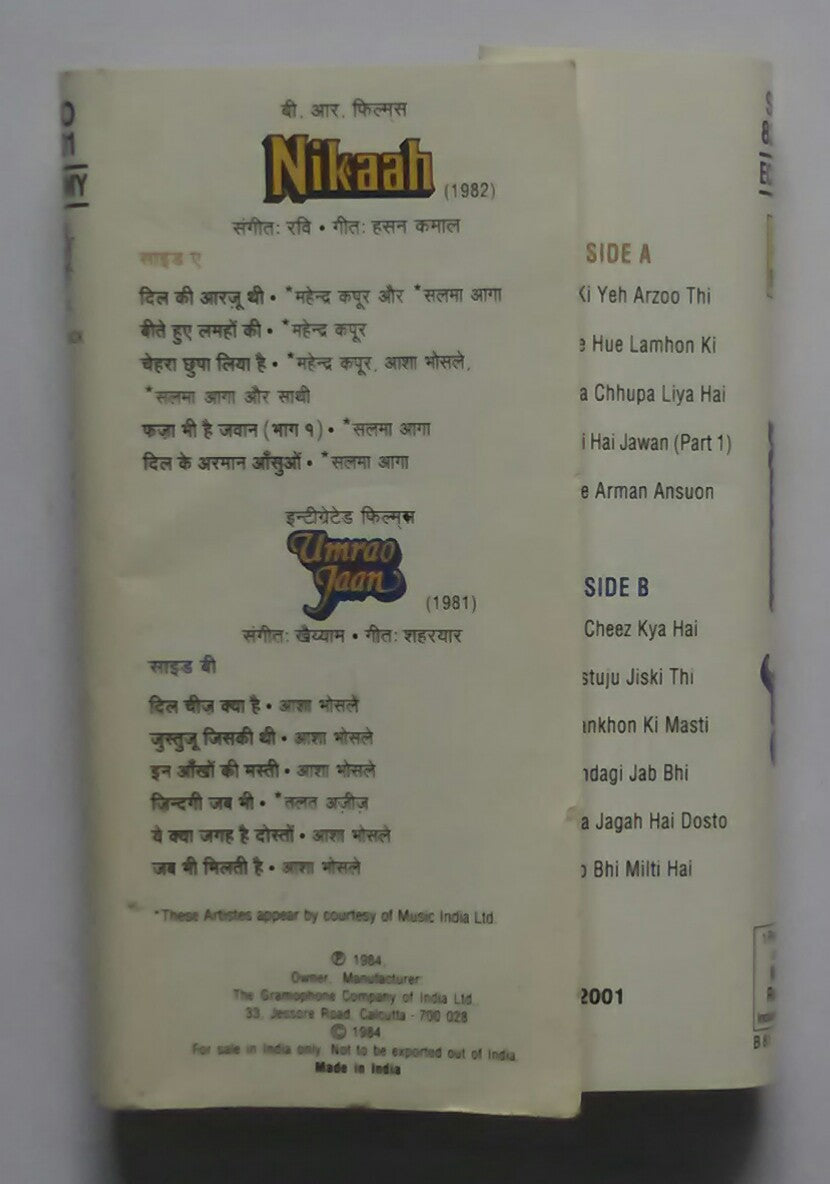 बी. आर. फिल्म्स
Nikaah (1982)
संगीतः रवि • गीतः हसन कमाल
साइड ए
दिल की आरज़ू थी • *महेन्द्र कपूर और *सलमा आगा
बीते हुए लमहों की • *महेन्द्र कपूर
चेहरा छुपा लिया है • *महेन्द्र कपूर, आशा भोसले,
*सलमा आगा और साथी
फज़ा भी है जवान (भाग १) • *सलमा आगा
दिल के अरमान आँसुओं • *सलमा आगा
इन्टीग्रेटेड फिल्म्स
Umrao
Jaan (1981)
संगीतः खैय्याम • गीतः शहरयार
साइड बी
दिल चीज़ क्या है • आशा भोसले
जुस्तुजू जिसकी थी • आशा भोसले
इन आँखों की मस्ती • आशा भोसले
ज़िन्दगी जब भी • *तलत अज़ीज़
ये क्या जगह है दोस्तों • आशा भोसले
जब भी मिलती है • आशा भोसले
*These Artistes appear by courtesy of Music India Ltd.
℗ 1984.
Owner, Manufacturer:
The Gramophone Company of India Ltd.,
33, Jessore Road, Calcutta - 700 028
© 1984
For sale in India only. Not to be exported out of India.
Made in India
SIDE A
Ki Yeh Arzoo Thi
e Hue Lamhon Ki
a Chhupa Liya Hai
i Hai Jawan (Part 1)
e Arman Ansuon
SIDE B
Cheez Kya Hai
stuju Jiski Thi
ankhon Ki Masti
ndagi Jab Bhi
a Jagah Hai Dosto
b Bhi Milti Hai
2001